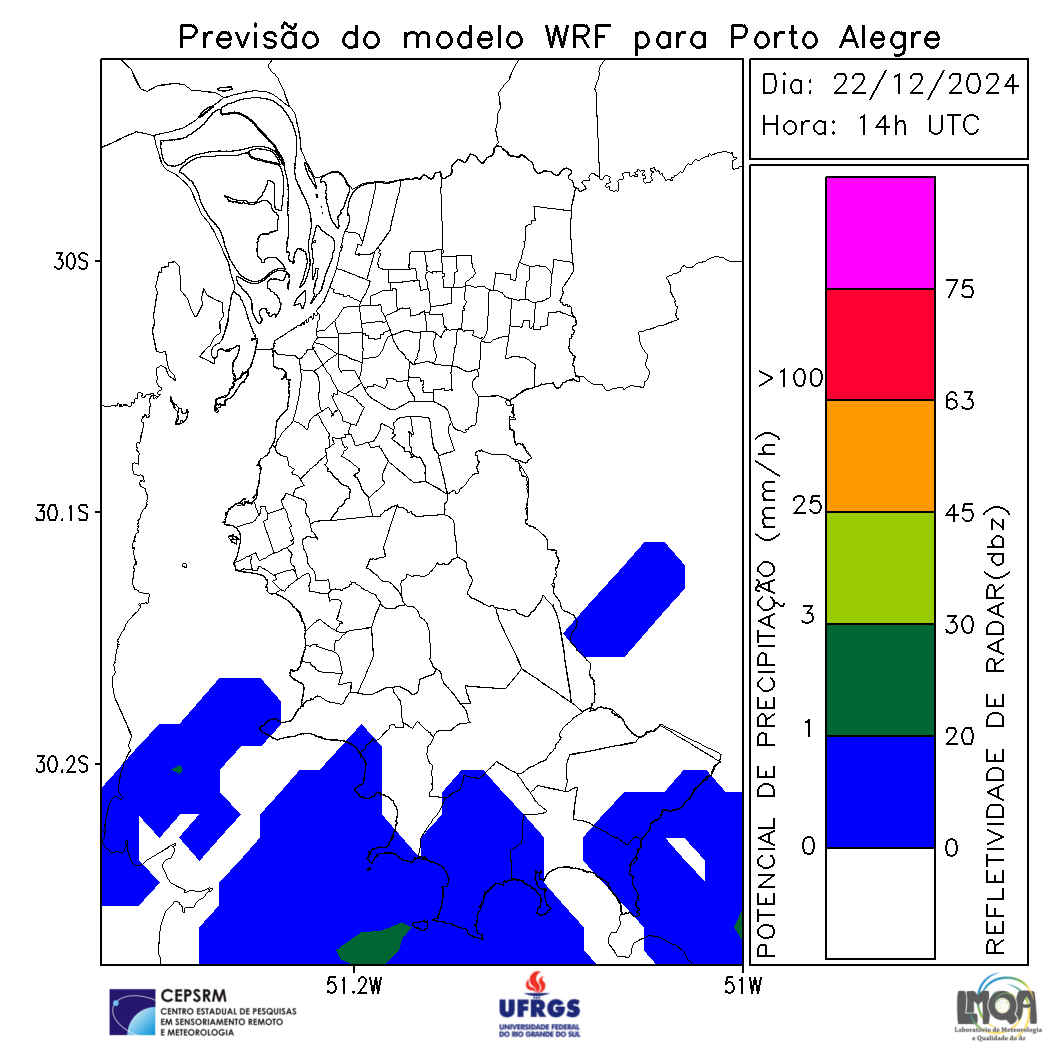 Previsão do modelo WRF para Porto Alegre
Dia: 22/12/2024
Hora: 14h UTC
30S
30.1S
30.2S
51.2W
51W
POTENCIAL DE PRECIPITAÇÃO (mm/h)
>100
25
3
1
0
75
63
45
30
20
0
REFLETIVIDADE DE RADAR(dbz)
CEPSRM
CENTRO ESTADUAL DE PESQUISAS
EM SENSORIAMENTO REMOTO
E METEOROLOGIA
UFRGS
UNIVERSIDADE FEDERAL
DO RIO GRANDE DO SUL
LMQA
Laboratório de Meteorologia
e Qualidade do Ar